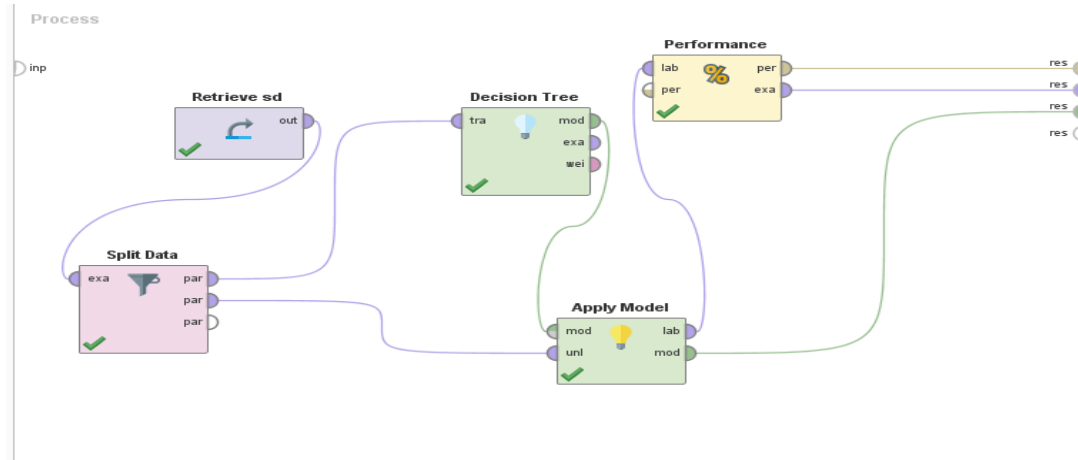 Process
inp
Retrieve sd
out
Decision Tree
tra
mod
exa
wei
Performance
%
lab
per
per
exa
res
res
res
res
Split Data
exa
par
par
par
Apply Model
mod
lab
unl
mod